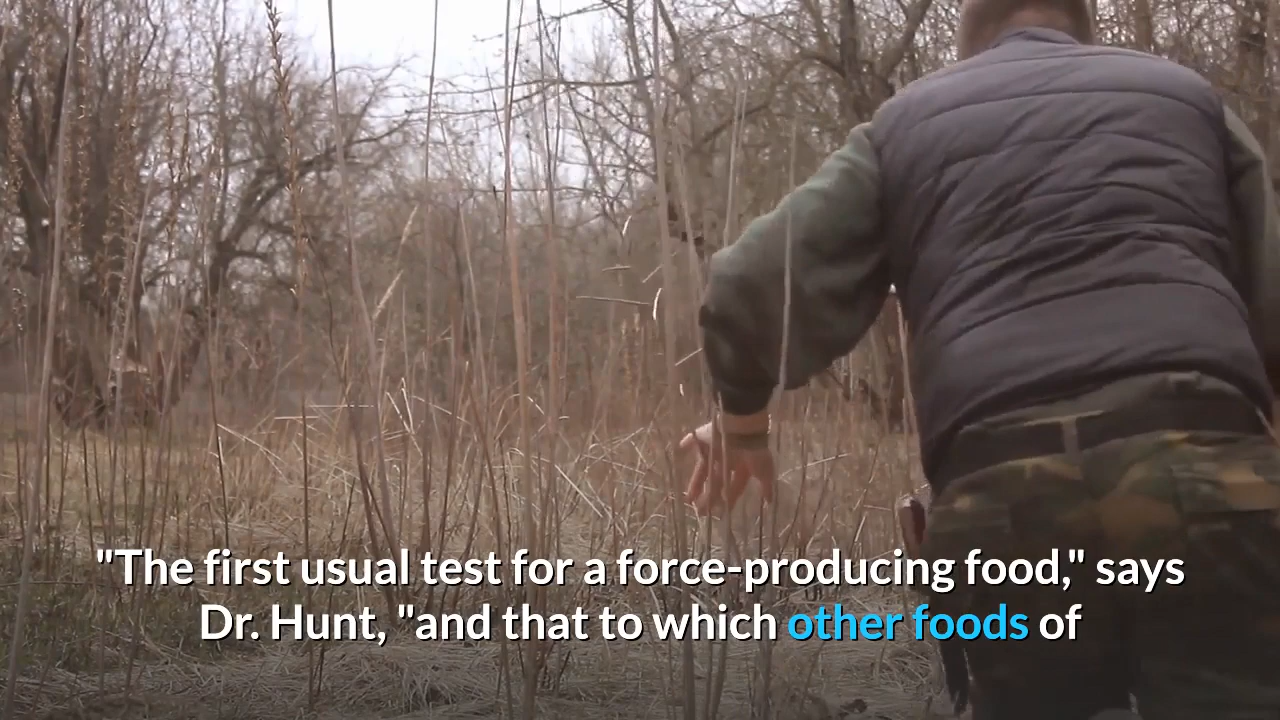 "The first usual test for a force-producing food," says
Dr. Hunt, "and that to which other foods of